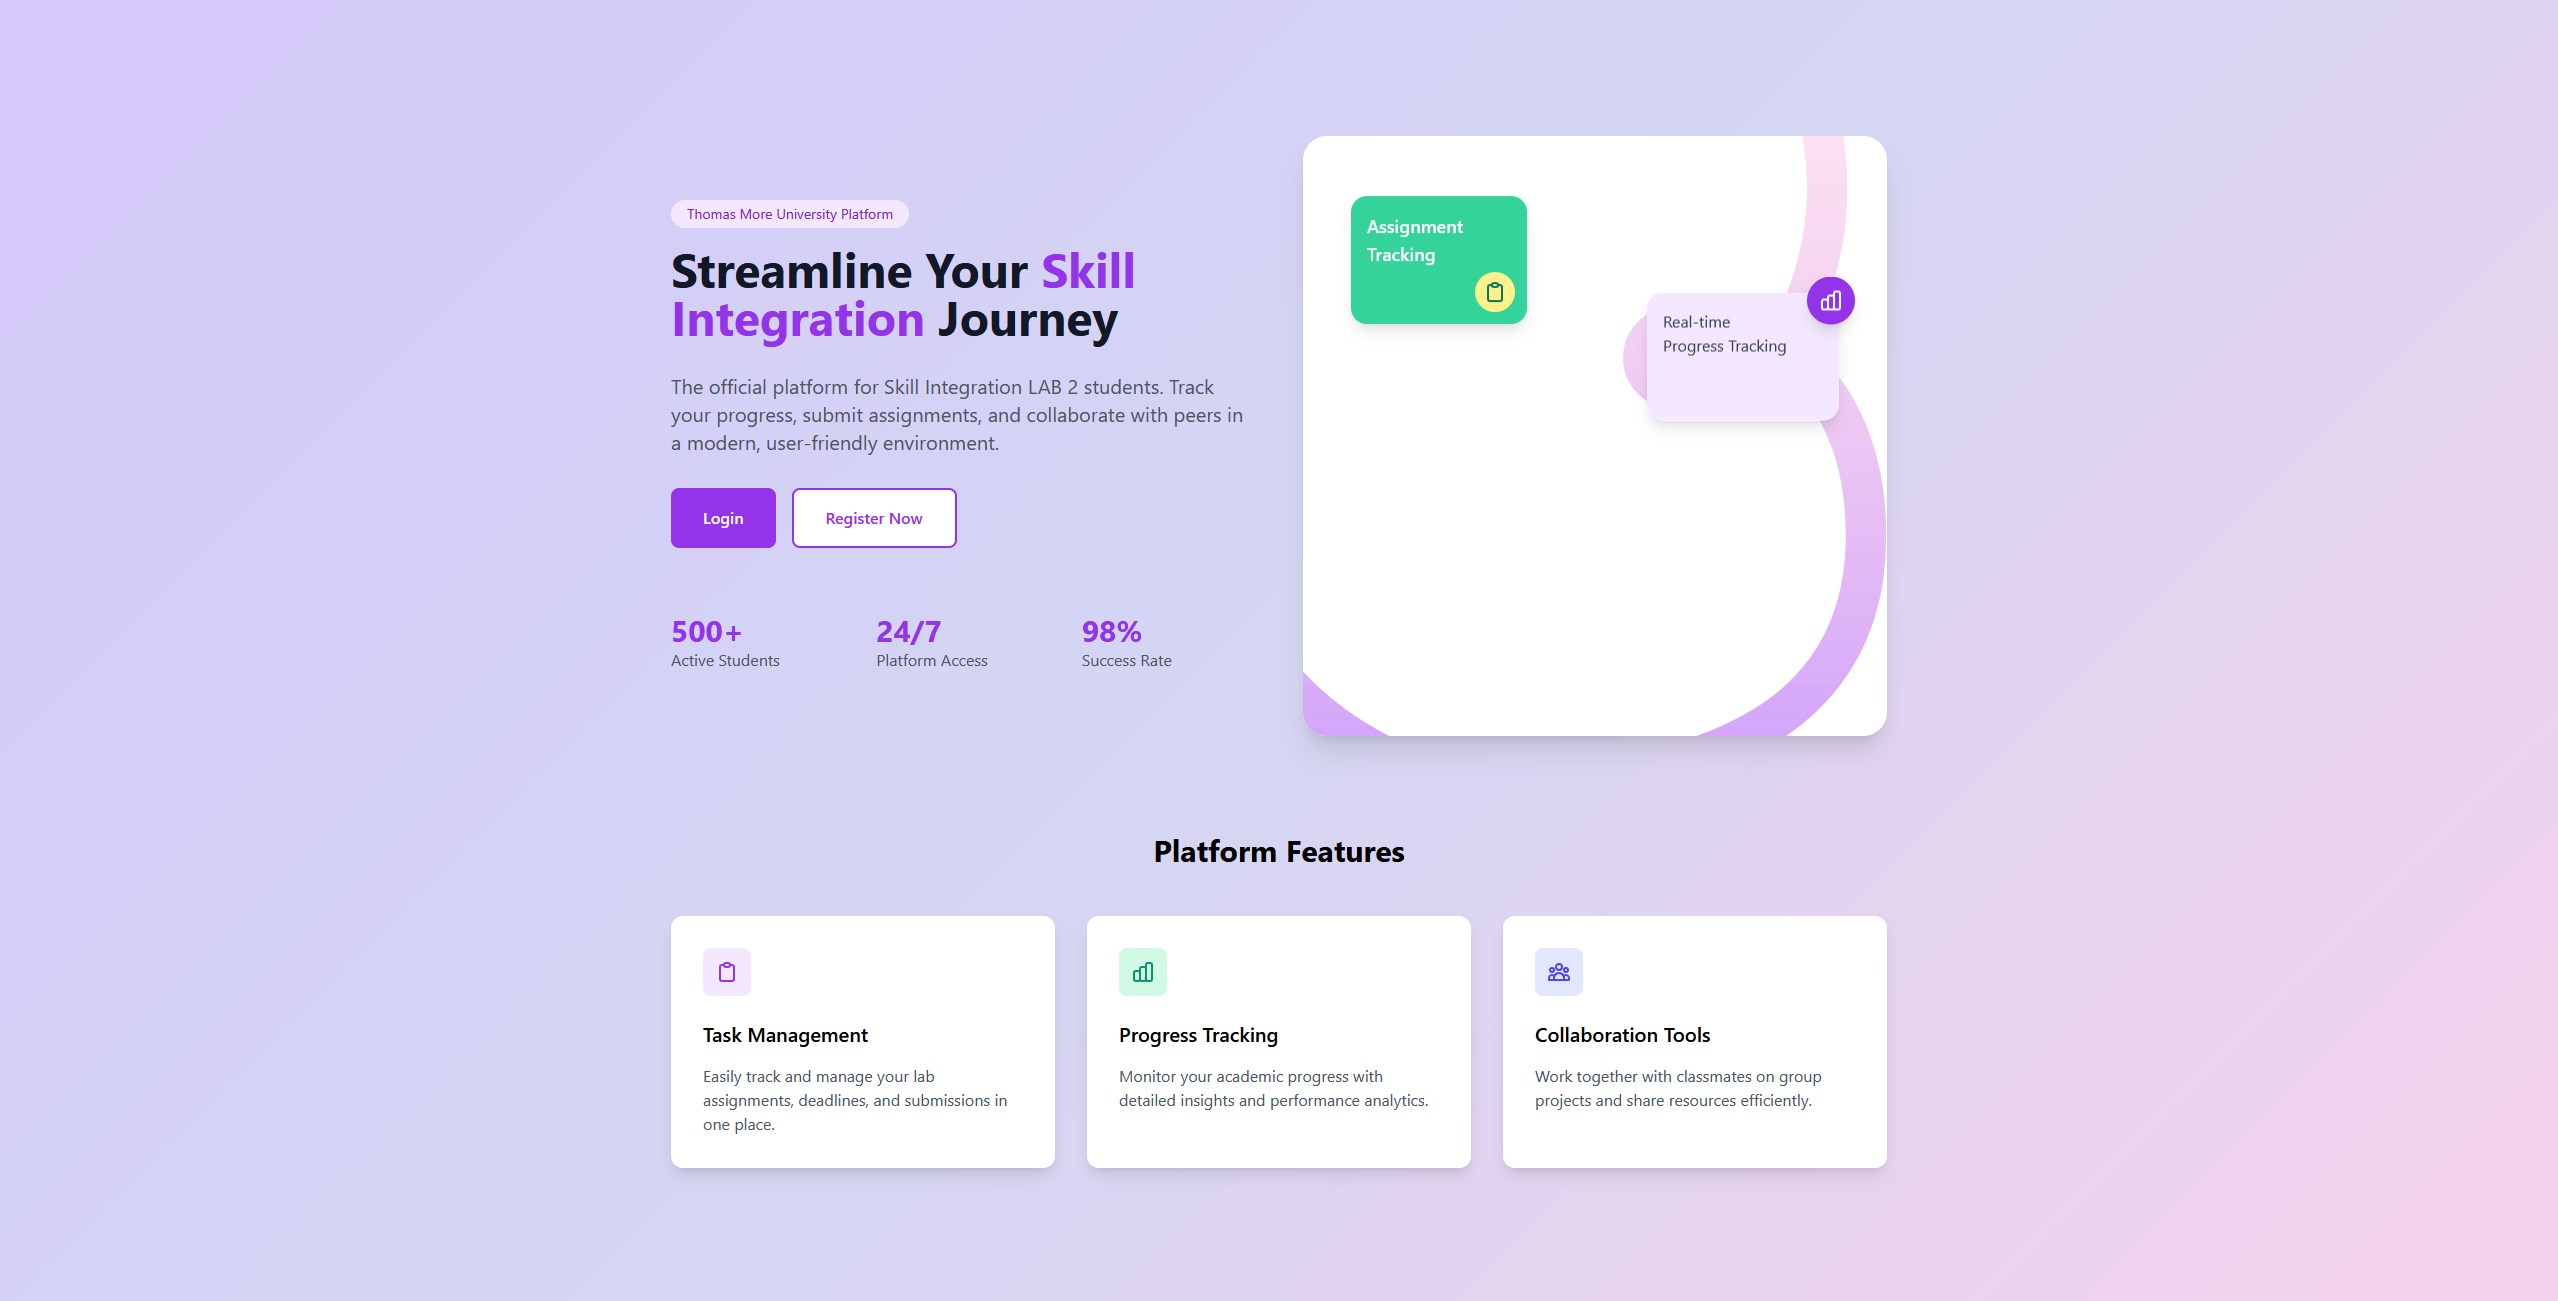 Thomas More University Platform
Streamline Your Skill
Integration Journey
The official platform for Skill Integration LAB 2 students. Track
your progress, submit assignments, and collaborate with peers in
a modern, user-friendly environment.
Login
Register Now
500+
Active Students
24/7
Platform Access
98%
Success Rate
Assignment
Tracking
Real-time
Progress Tracking
Platform Features
Task Management
Easily track and manage your lab
assignments, deadlines, and submissions in
one place.
Progress Tracking
Monitor your academic progress with
detailed insights and performance analytics.
Collaboration Tools
Work together with classmates on group
projects and share resources efficiently.